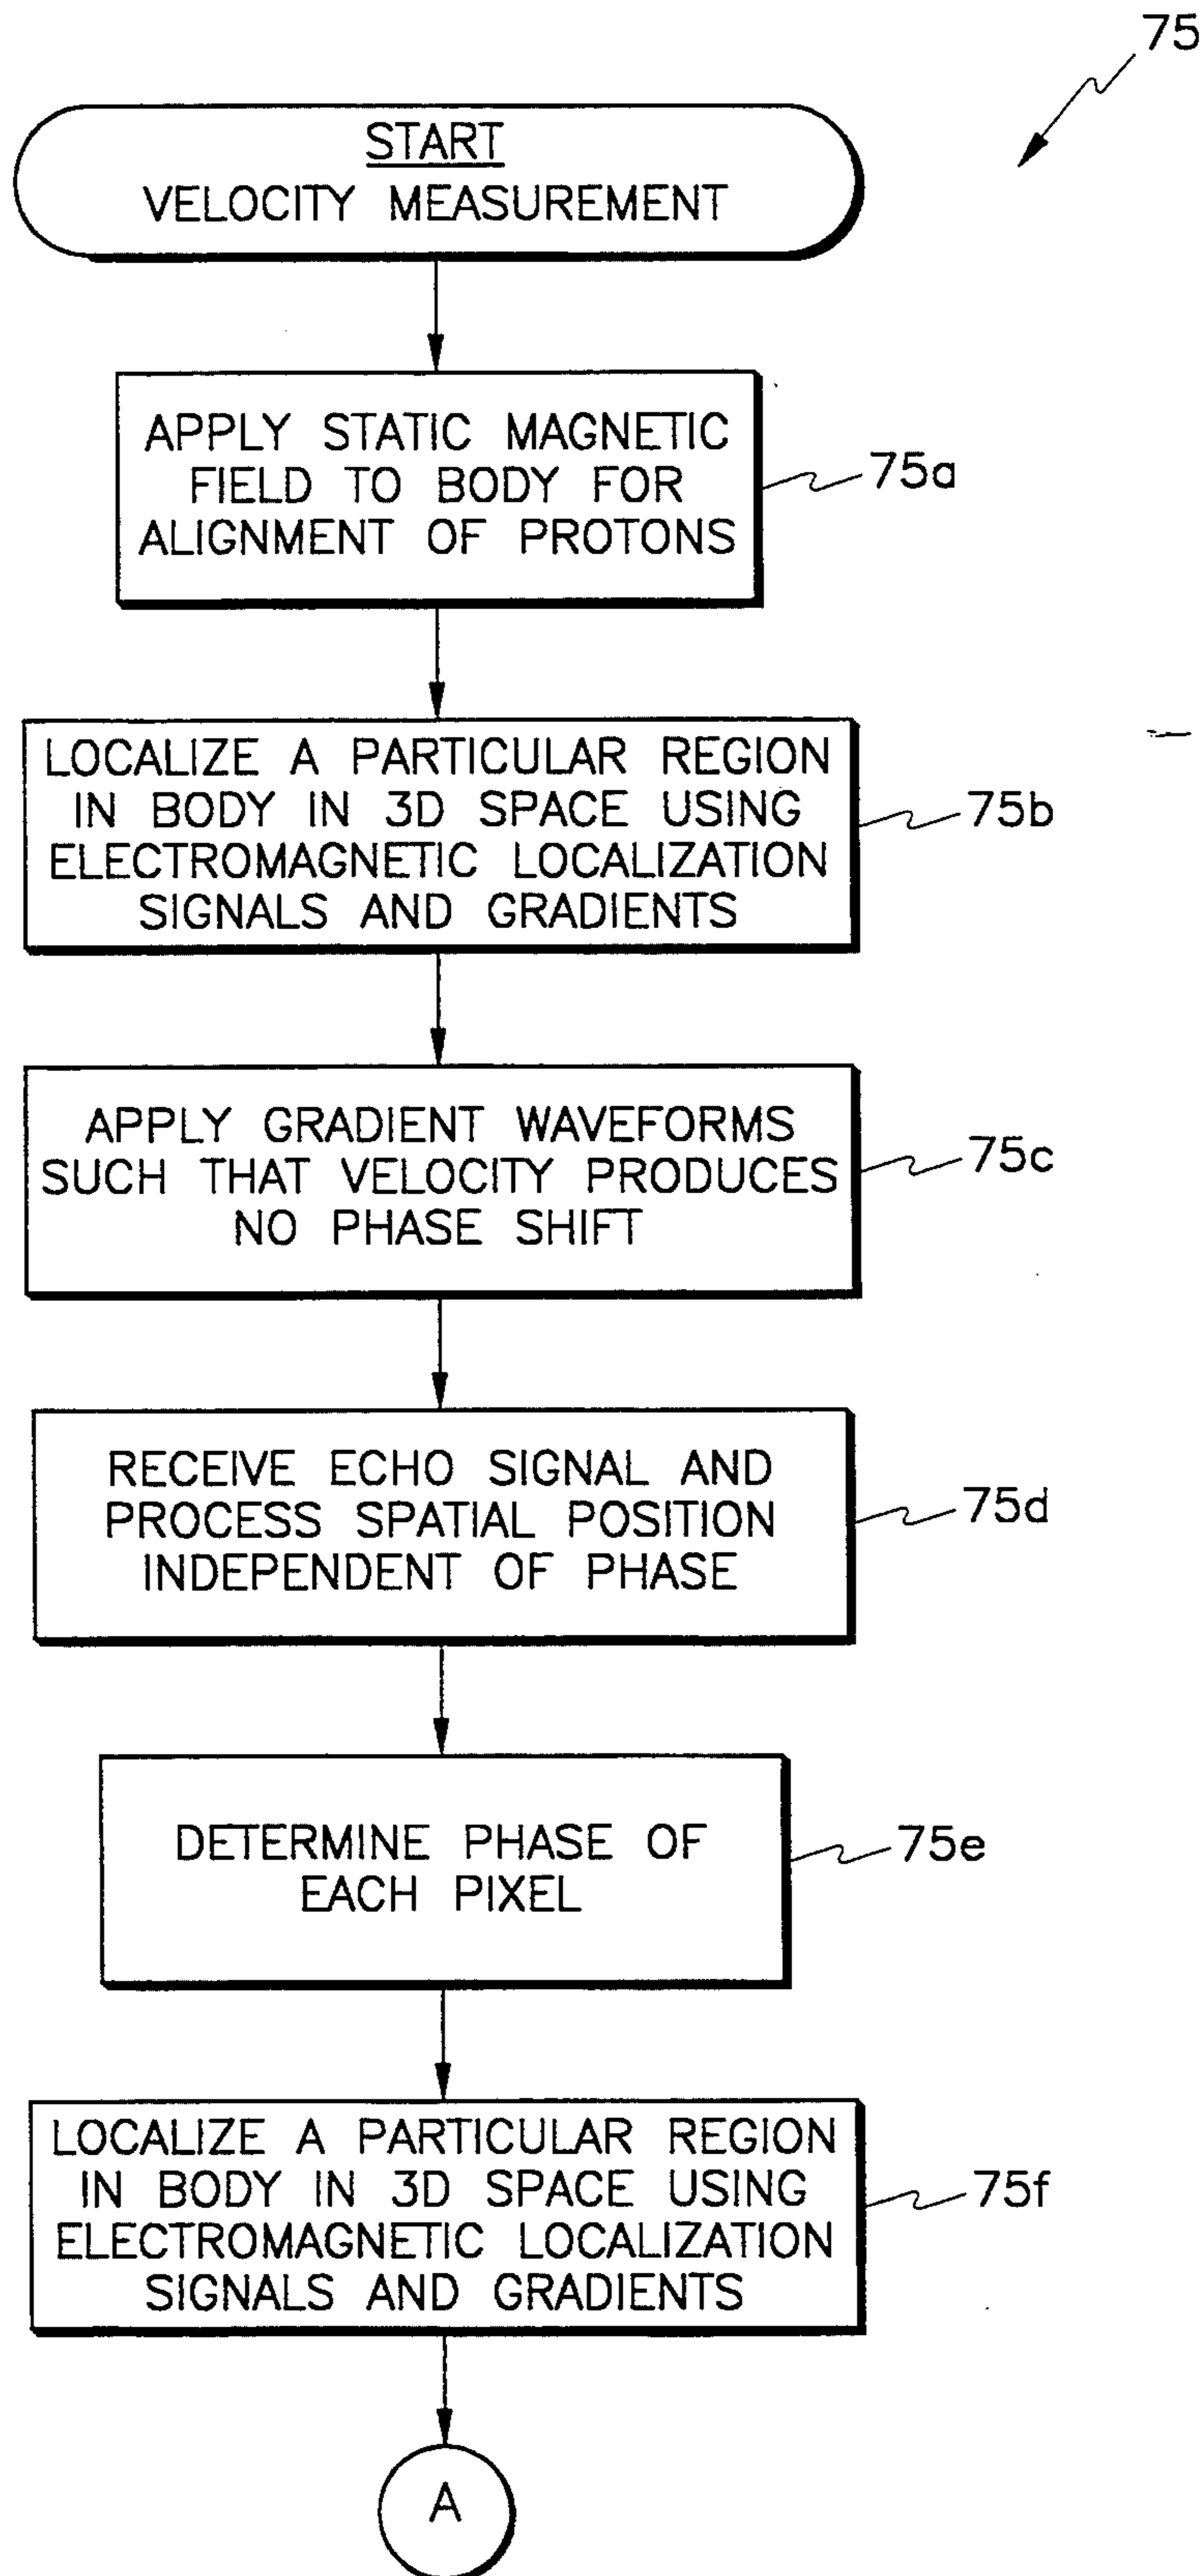 75
START
VELOCITY MEASUREMENT
APPLY STATIC MAGNETIC
FIELD TO BODY FOR
ALIGNMENT OF PROTONS
75a
LOCALIZE A PARTICULAR REGION
IN BODY IN 3D SPACE USING
ELECTROMAGNETIC LOCALIZATION
SIGNALS AND GRADIENTS
75b
APPLY GRADIENT WAVEFORMS
SUCH THAT VELOCITY PRODUCES
NO PHASE SHIFT
75c
RECEIVE ECHO SIGNAL AND
PROCESS SPATIAL POSITION
INDEPENDENT OF PHASE
75d
DETERMINE PHASE OF
EACH PIXEL
75e
LOCALIZE A PARTICULAR REGION
IN BODY IN 3D SPACE USING
ELECTROMAGNETIC LOCALIZATION
SIGNALS AND GRADIENTS
75f
A